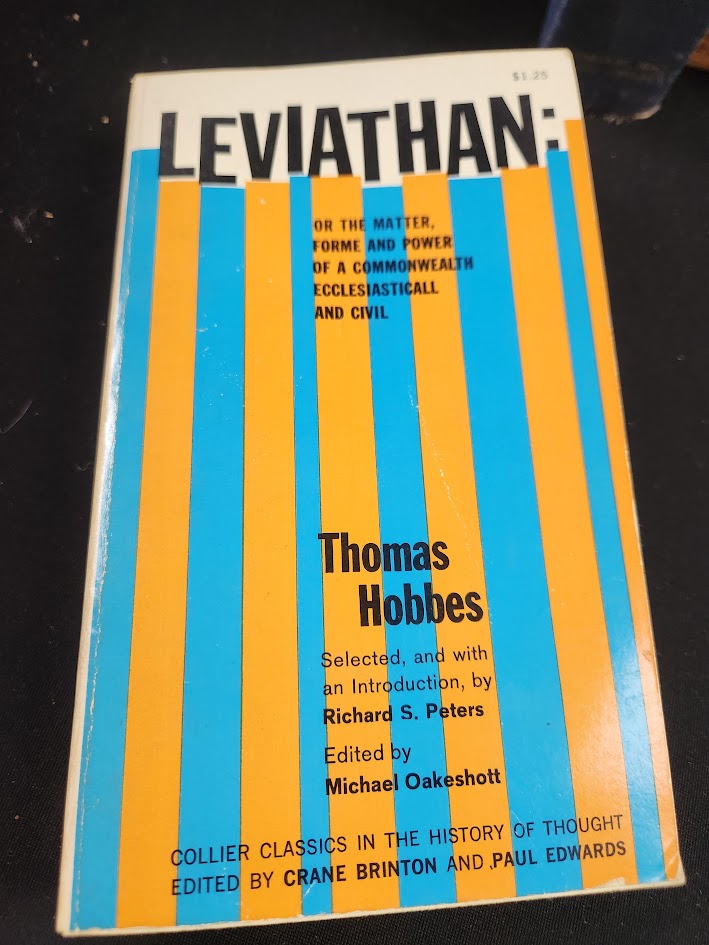 $1.25
LEVIATHAN:
OR THE MATTER,
FORME AND POWER
OF A COMMONWEALTH
ECCLESIASTICALL
AND CIVIL
Thomas
Hobbes
Selected, and with
an Introduction, by
Richard S. Peters
Edited by
Michael Oakeshott
COLLIER CLASSICS IN THE HISTORY OF THOUGHT
EDITED BY CRANE BRINTON AND PAUL EDWARDS